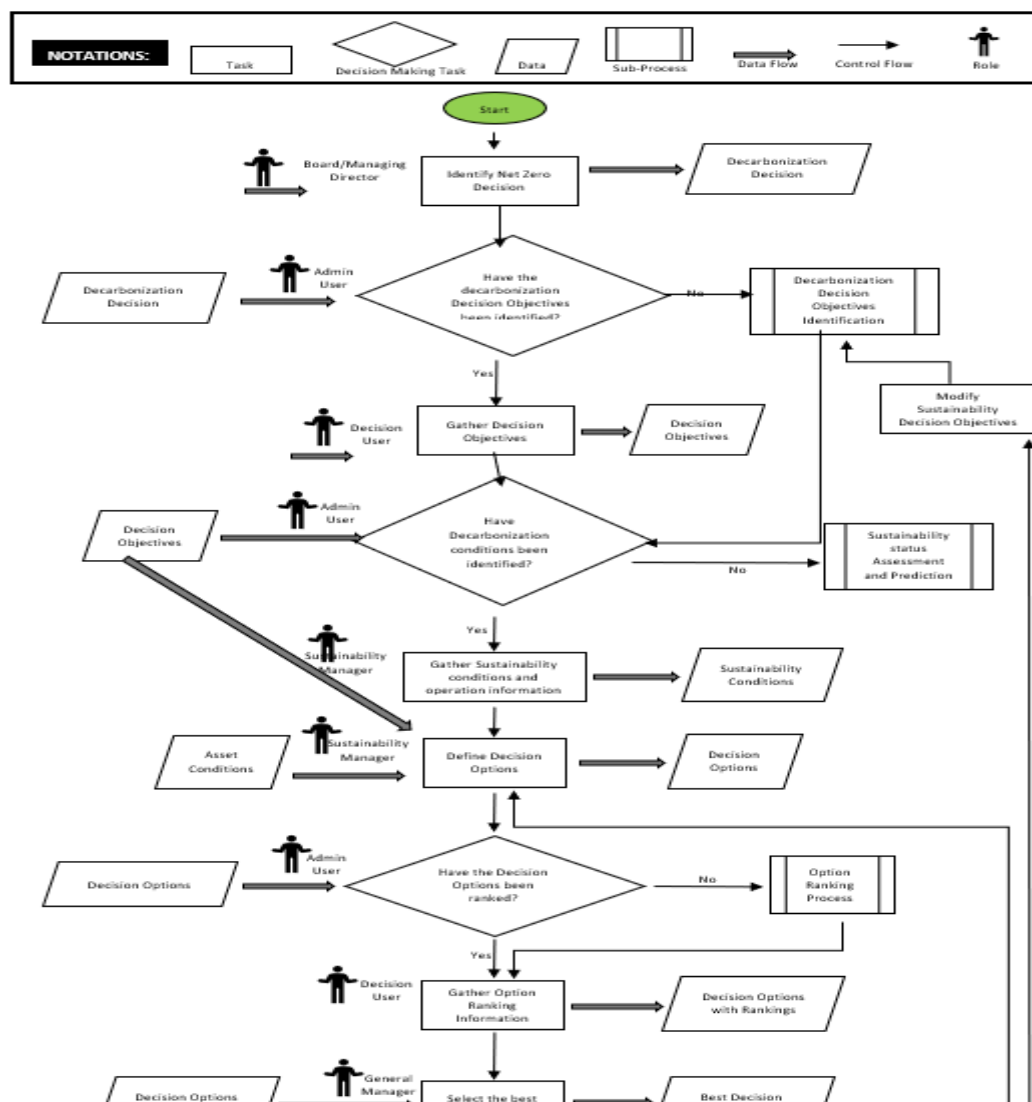 NOTATIONS:
Task
Decision Making Task
Data
Sub-Process
Data Flow
Control Flow
Role
Start
Board/Managing
Director
Identify Net Zero
Decision
Decarbonization
Decision
Decarbonization
Decision
Admin
User
Have the
decarbonization
Decision Objectives
been identified?
No
Decarbonization
Decision
Objectives
Identification
Yes
Modify
Sustainability
Decision Objectives
Decision
User
Gather Decision
Objectives
Decision
Objectives
Decision
Objectives
Admin
User
Have
Decarbonization
conditions been
identified?
No
Sustainability
status
Assessment
and Prediction
Yes
Sustainability
Manager
Gather Sustainability
conditions and
operation information
Sustainability
Conditions
Asset
Conditions
Sustainability
Manager
Define Decision
Options
Decision
Options
Decision Options
Admin
User
Have the Decision
Options been
ranked?
No
Option
Ranking
Process
Yes
Decision
User
Gather Option
Ranking
Information
Decision Options
with Rankings
Decision Options
General
Manager
Select the best
Best Decision